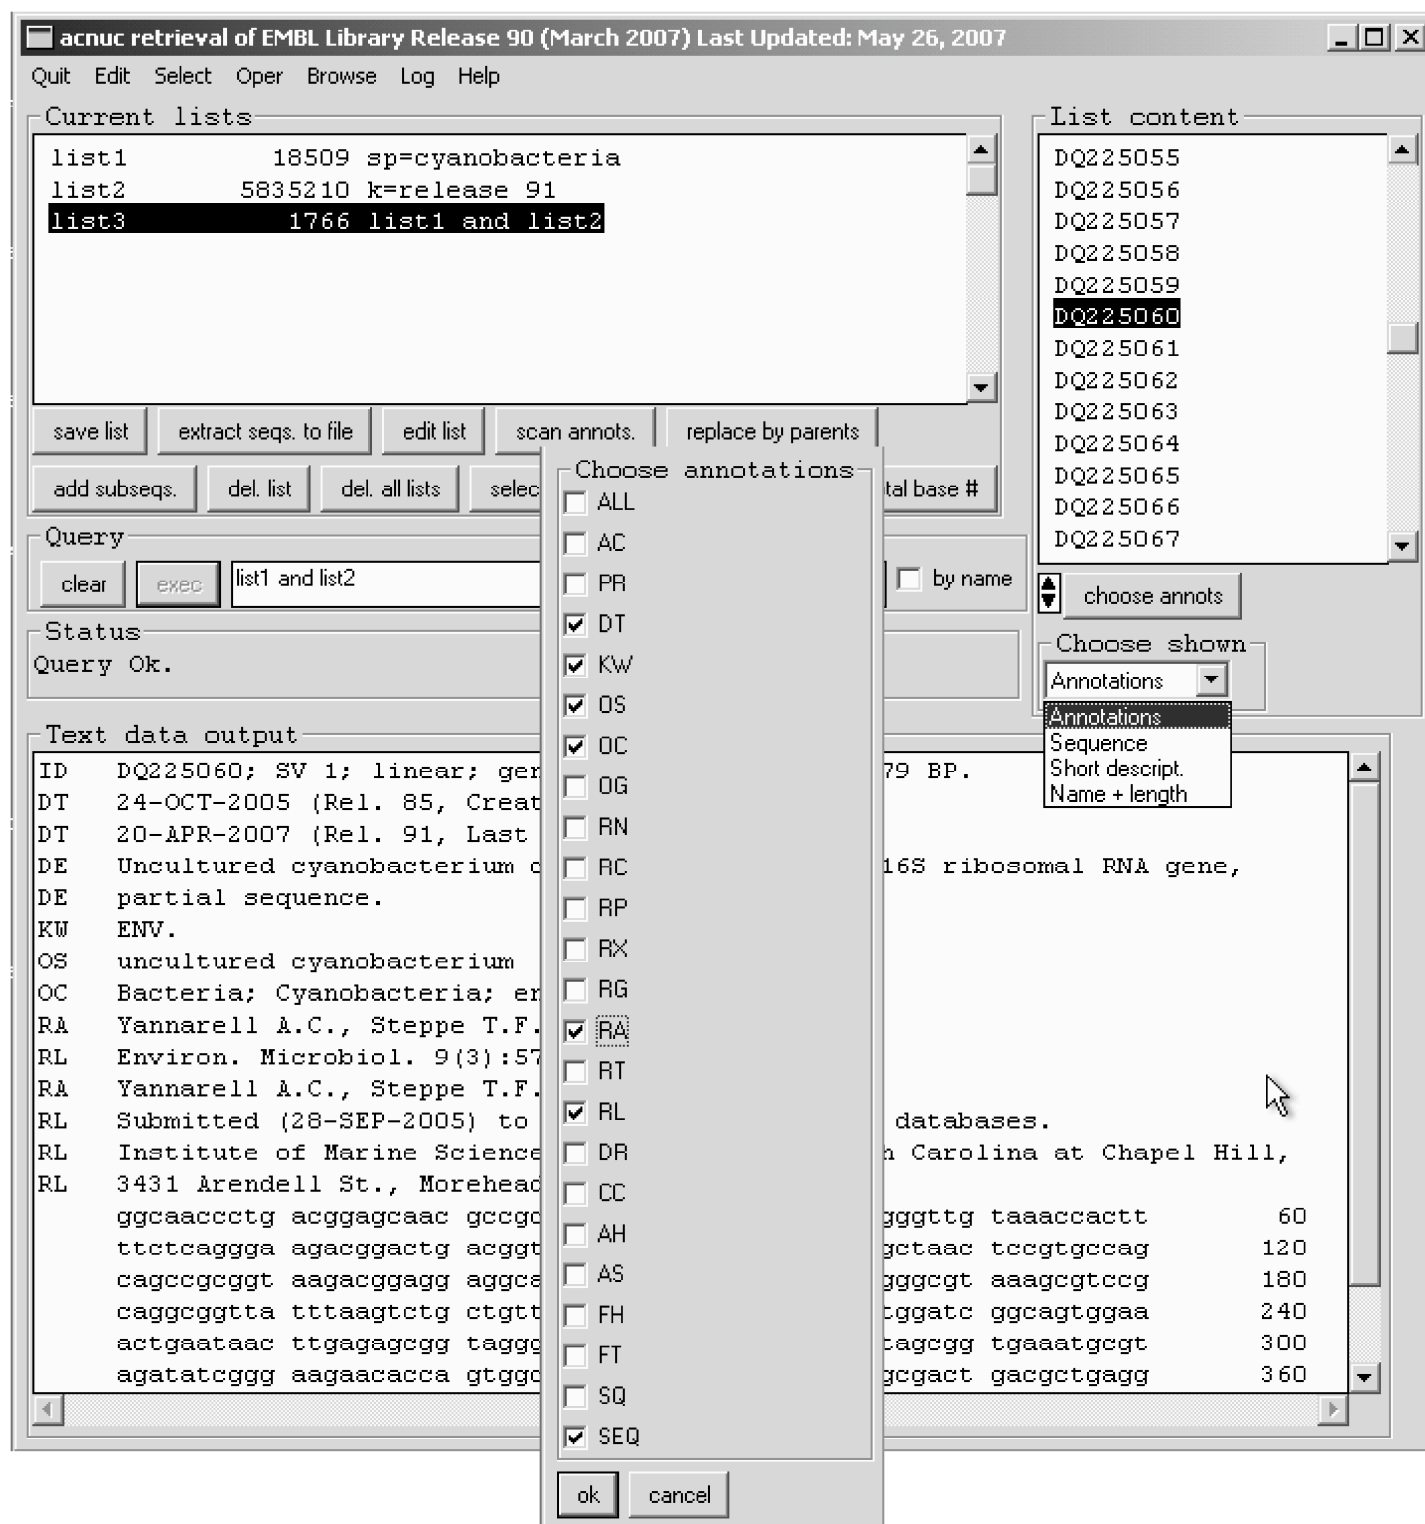 acnuc retrieval of EMBL Library Release 90 (March 2007) Last Updated: May 26, 2007
Quit Edit Select Oper Browse Log Help
Current lists
list1 18509 sp=cyanobacteria
list2 5835210 k=release 91
list3 1766 list1 and list2
save list extract seqs. to file edit list scan annots. replace by parents
add subseqs. del. list del. all lists selec tal base #
Query
clear exec list1 and list2 by name
Status
Query Ok.
List content
DQ225055
DQ225056
DQ225057
DQ225058
DQ225059
DQ225060
DQ225061
DQ225062
DQ225063
DQ225064
DQ225065
DQ225066
DQ225067
choose annots
Choose shown
Annotations
Annotations
Sequence
Short descript.
Name + length
Choose annotations
ALL
AC
PR
DT
KW
OS
OC
OG
RN
RC
RP
RX
RG
RA
RT
RL
DR
CC
AH
AS
FH
FT
SQ
SEQ
ok cancel
Text data output
ID DQ225060; SV 1; linear; gen 79 BP.
DT 24-OCT-2005 (Rel. 85, Creat
DT 20-APR-2007 (Rel. 91, Last
DE Uncultured cyanobacterium c 16S ribosomal RNA gene,
DE partial sequence.
KW ENV.
OS uncultured cyanobacterium
OC Bacteria; Cyanobacteria; en
RA Yannarell A.C., Steppe T.F.
RL Environ. Microbiol. 9(3):57
RA Yannarell A.C., Steppe T.F.
RL Submitted (28-SEP-2005) to databases.
RL Institute of Marine Science h Carolina at Chapel Hill,
RL 3431 Arendell St., Morehead
ggcaaccctg acggagcaac gccgc gggttg taaaccactt 60
ttctcaggga agacggactg acggt gctaac tccgtgccag 120
cagccgcggt aagacggagg aggca gggcgt aaagcgtccg 180
caggcggtta tttaagtctg ctgtt tggatc ggcagtggaa 240
actgaataac ttgagagcgg taggg tagcgg tgaaatgcgt 300
agatatcggg aagaacacca gtggc gcgact gacgctgagg 360